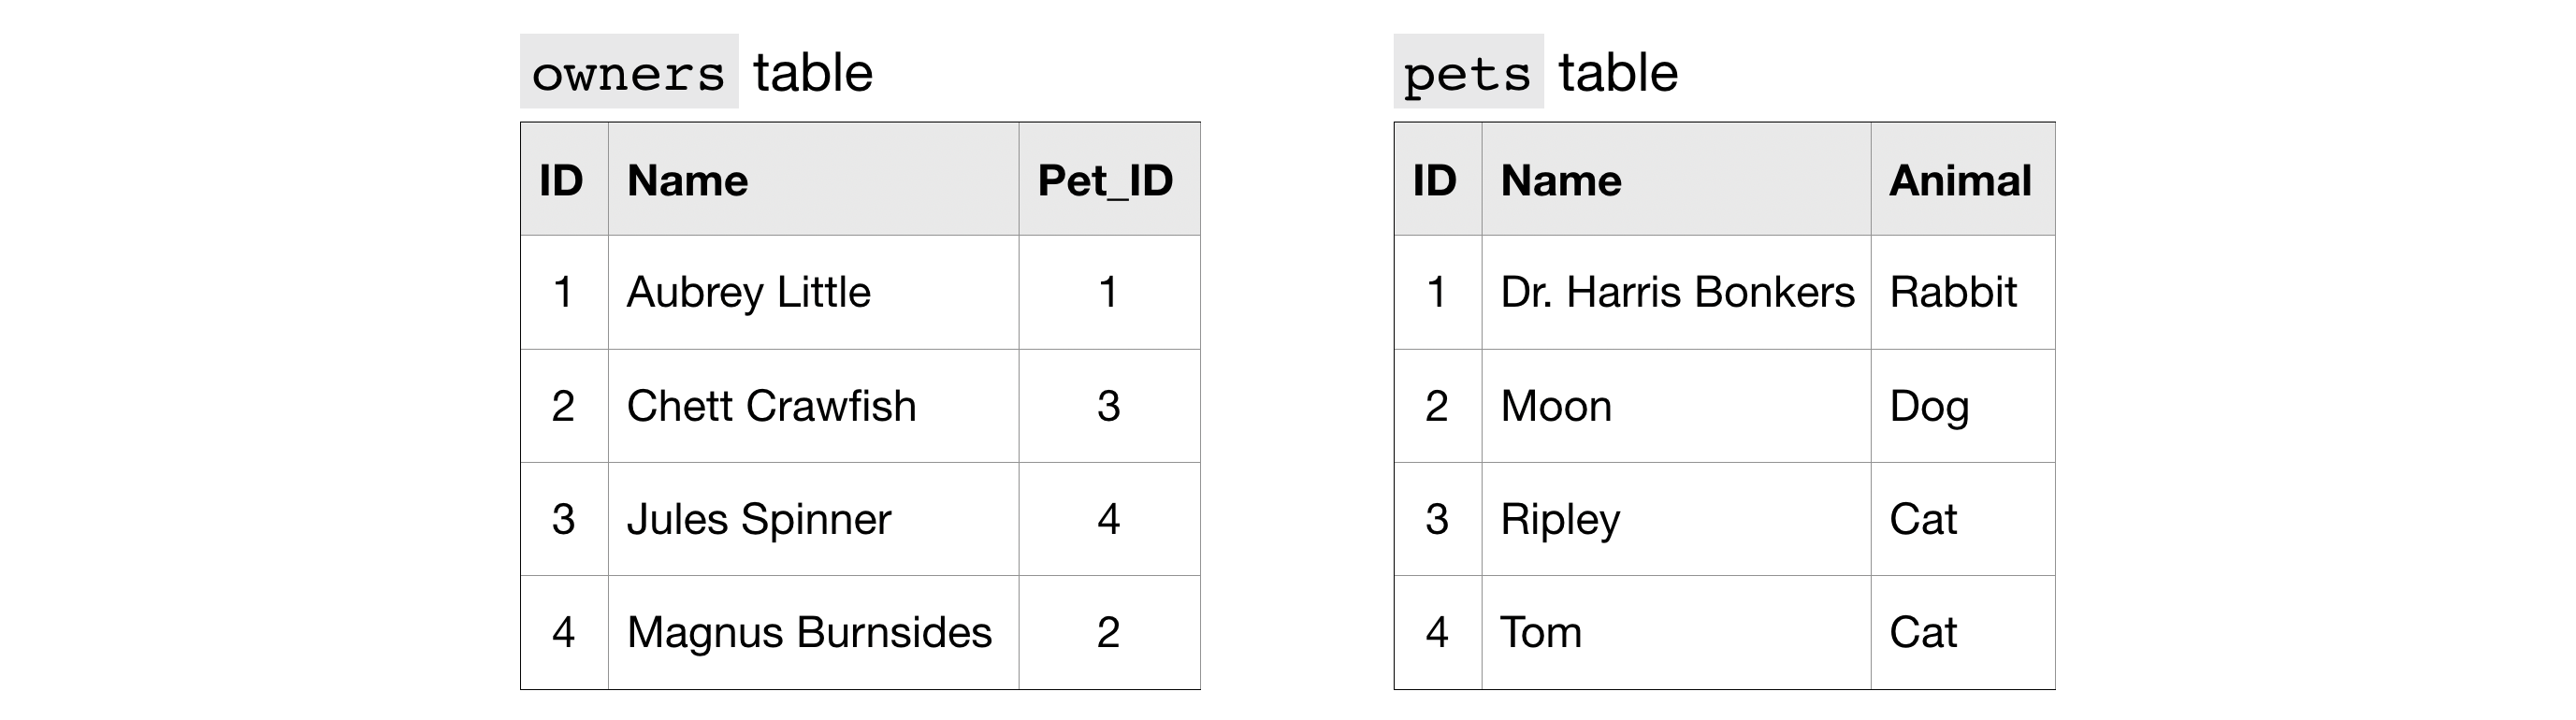 owners table
ID Name Pet_ID
1 Aubrey Little 1
2 Chett Crawfish 3
3 Jules Spinner 4
4 Magnus Burnsides 2
pets table
ID Name Animal
1 Dr. Harris Bonkers Rabbit
2 Moon Dog
3 Ripley Cat
4 Tom Cat